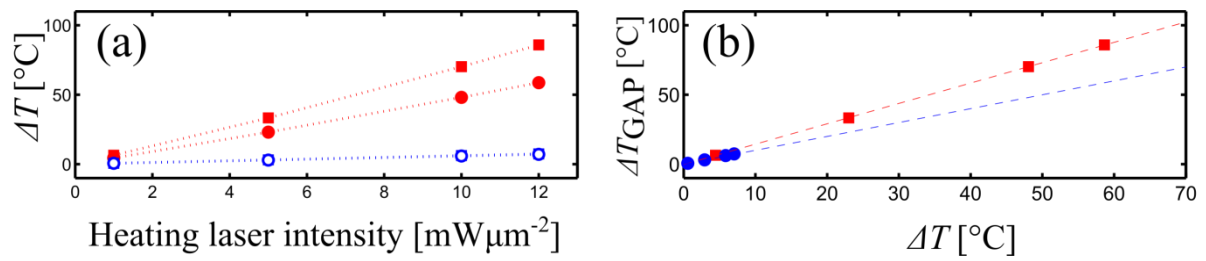 (a)
ΔT [°C]
100
50
0
0 2 4 6 8 10 12
Heating laser intensity [mWμm⁻²]
(b)
ΔT_GAP [°C]
100
50
0
0 10 20 30 40 50 60 70
ΔT [°C]